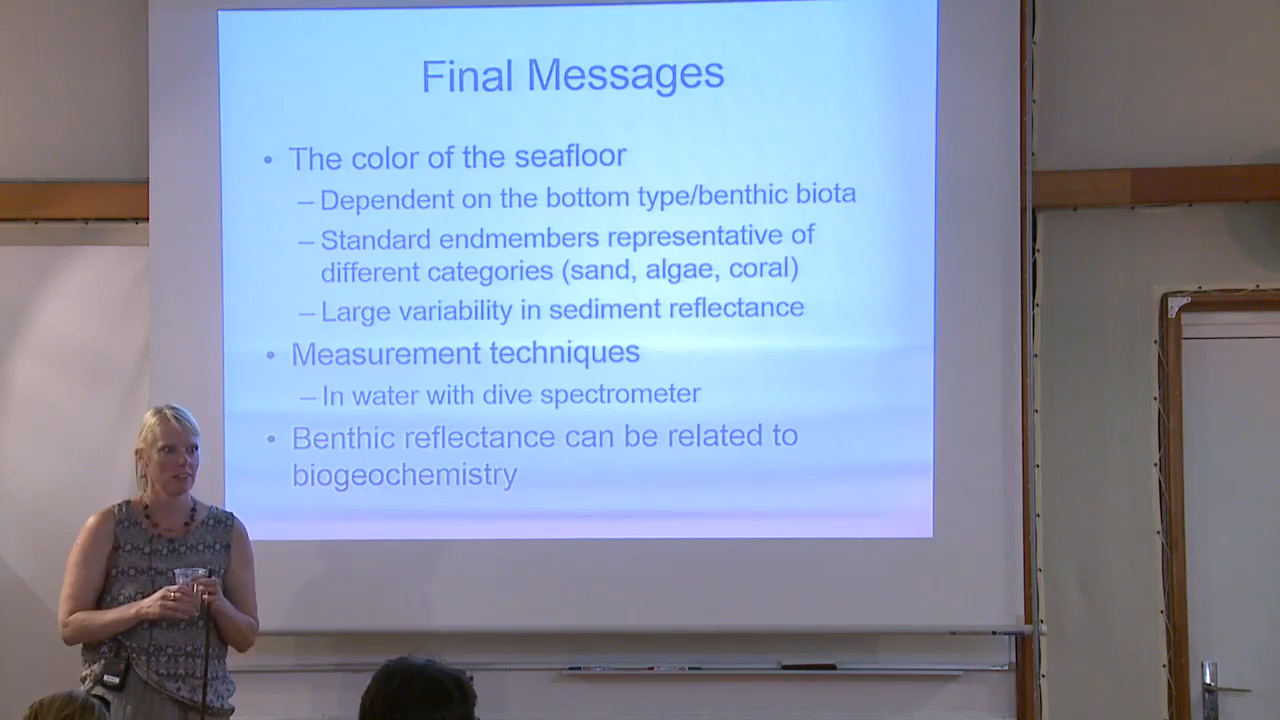 Final Messages
• The color of the seafloor
– Dependent on the bottom type/benthic biota
– Standard endmembers representative of
different categories (sand, algae, coral)
– Large variability in sediment reflectance
• Measurement techniques
– In water with dive spectrometer
• Benthic reflectance can be related to
biogeochemistry